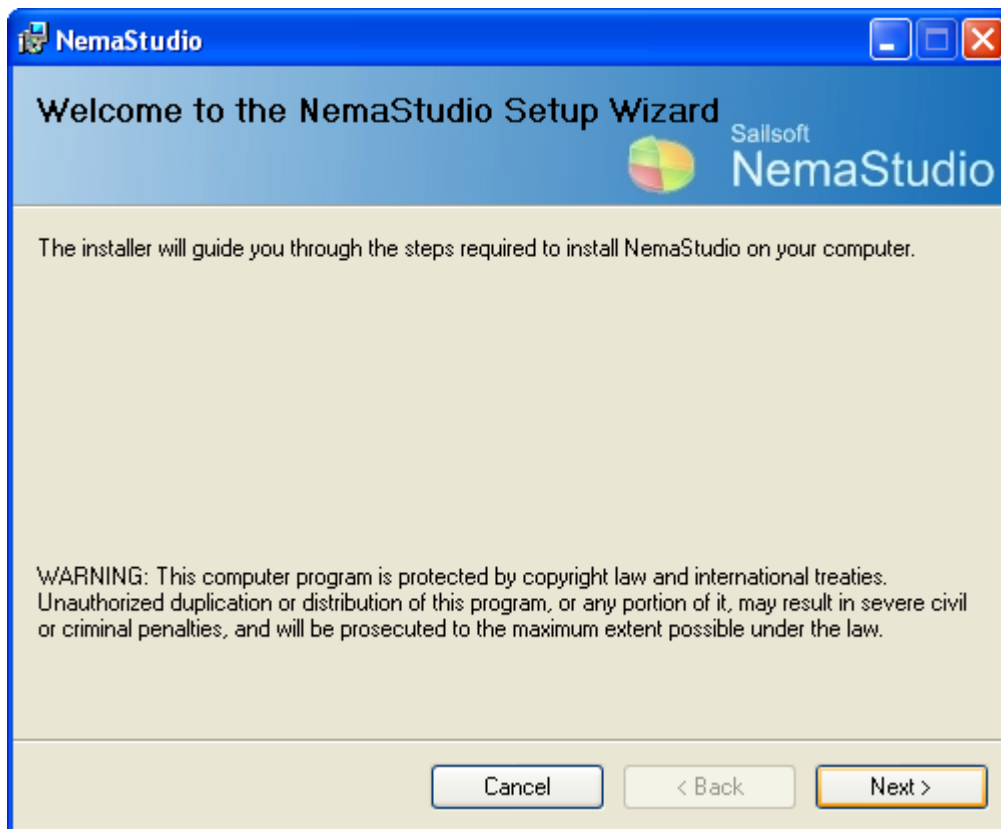 NemaStudio
Welcome to the NemaStudio Setup Wizard
Sailsoft
NemaStudio
The installer will guide you through the steps required to install NemaStudio on your computer.
WARNING: This computer program is protected by copyright law and international treaties.
Unauthorized duplication or distribution of this program, or any portion of it, may result in severe civil
or criminal penalties, and will be prosecuted to the maximum extent possible under the law.
Cancel
< Back
Next >